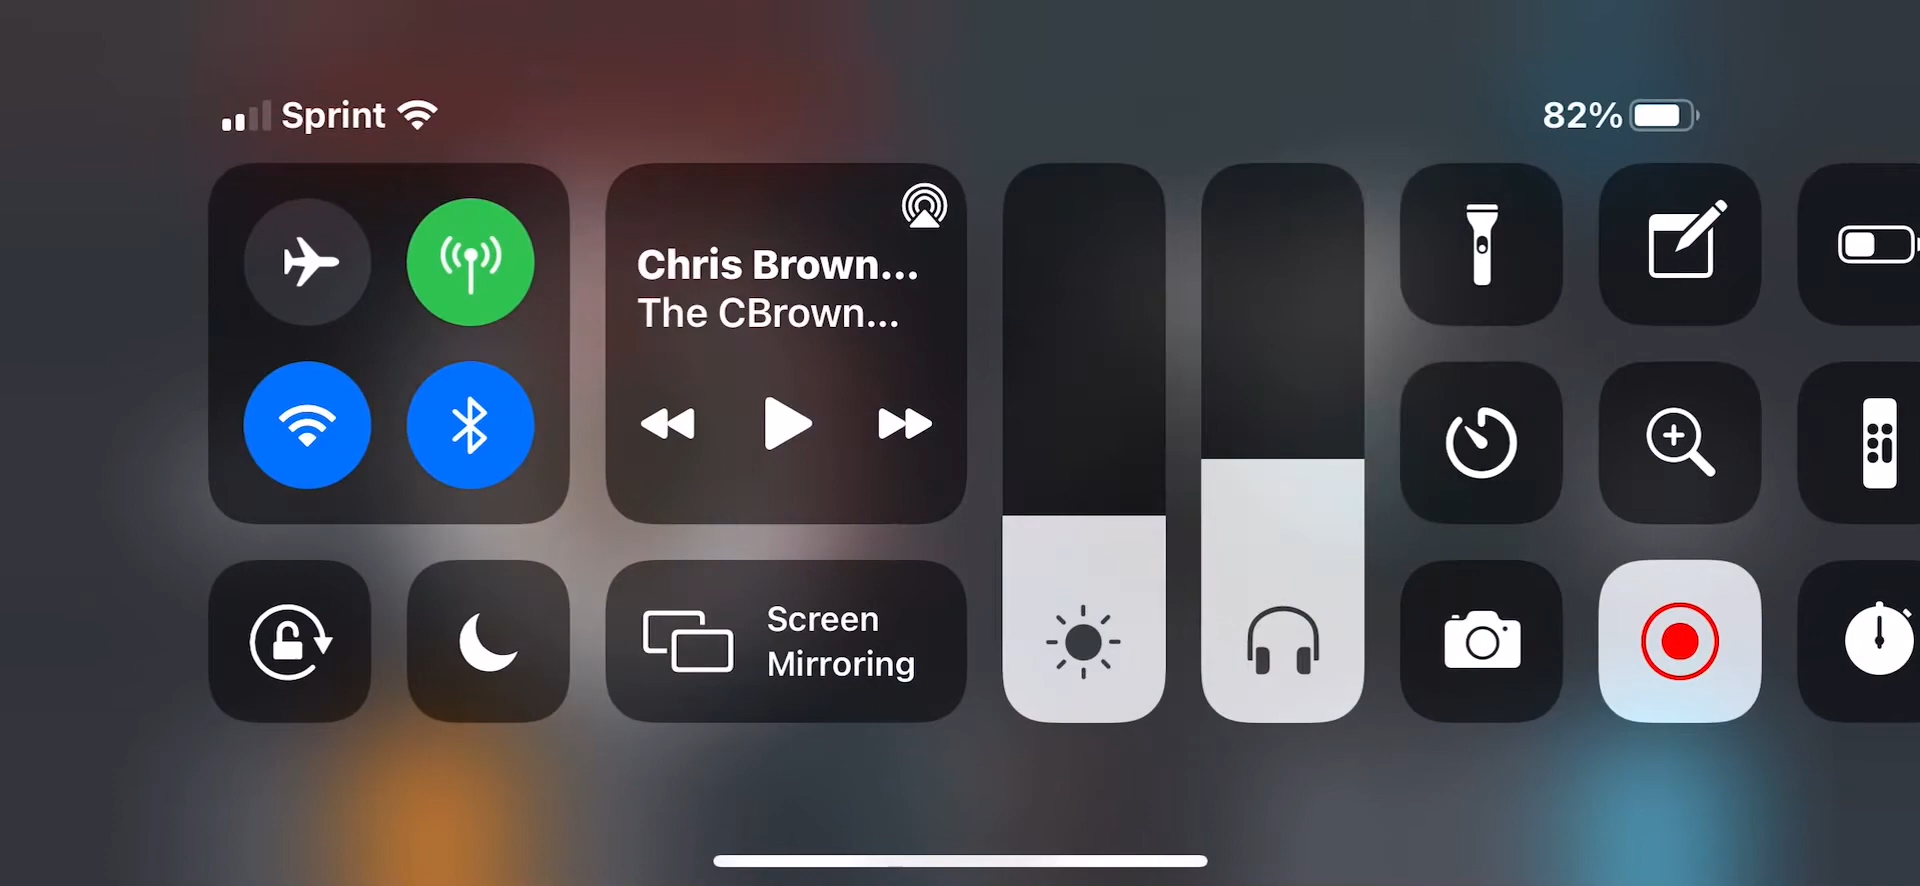 Sprint
82%
Chris Brown...
The CBrown...
Screen
Mirroring